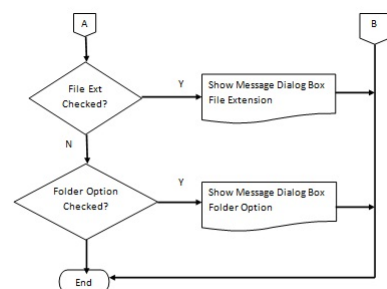 A
B
File Ext
Checked?
Y
Show Message Dialog Box
File Extension
N
Folder Option
Checked?
Y
Show Message Dialog Box
Folder Option
End